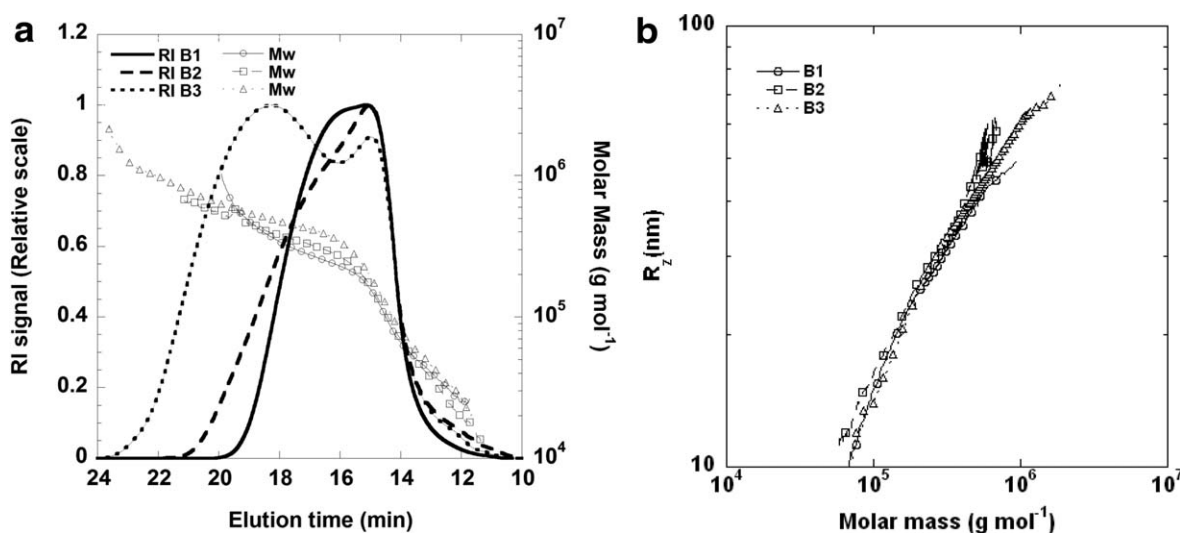 a
RI signal (Relative scale)
1.2
1
0.8
0.6
0.4
0.2
0
RI B1 Mw
RI B2 Mw
RI B3 Mw
10⁷
10⁶
10⁵
10⁴
Molar Mass (g mol⁻¹)
24 22 20 18 16 14 12 10
Elution time (min)
b
R_z (nm)
100
10
B1
B2
B3
10⁴ 10⁵ 10⁶ 10⁷
Molar mass (g mol⁻¹)